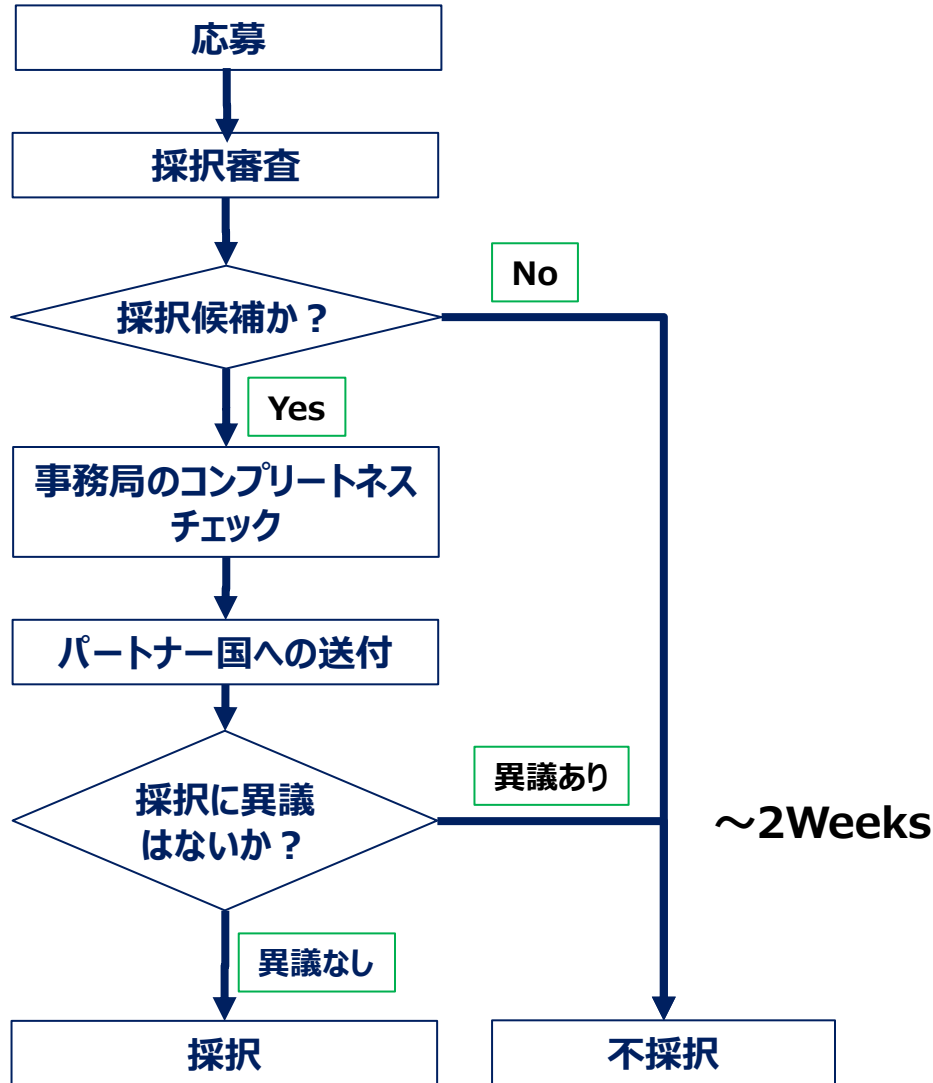 応募
採択審査
採択候補か？
No
Yes
事務局のコンプリートネス
チェック
パートナー国への送付
採択に異議
はないか？
異議あり
～2Weeks
異議なし
採択
不採択